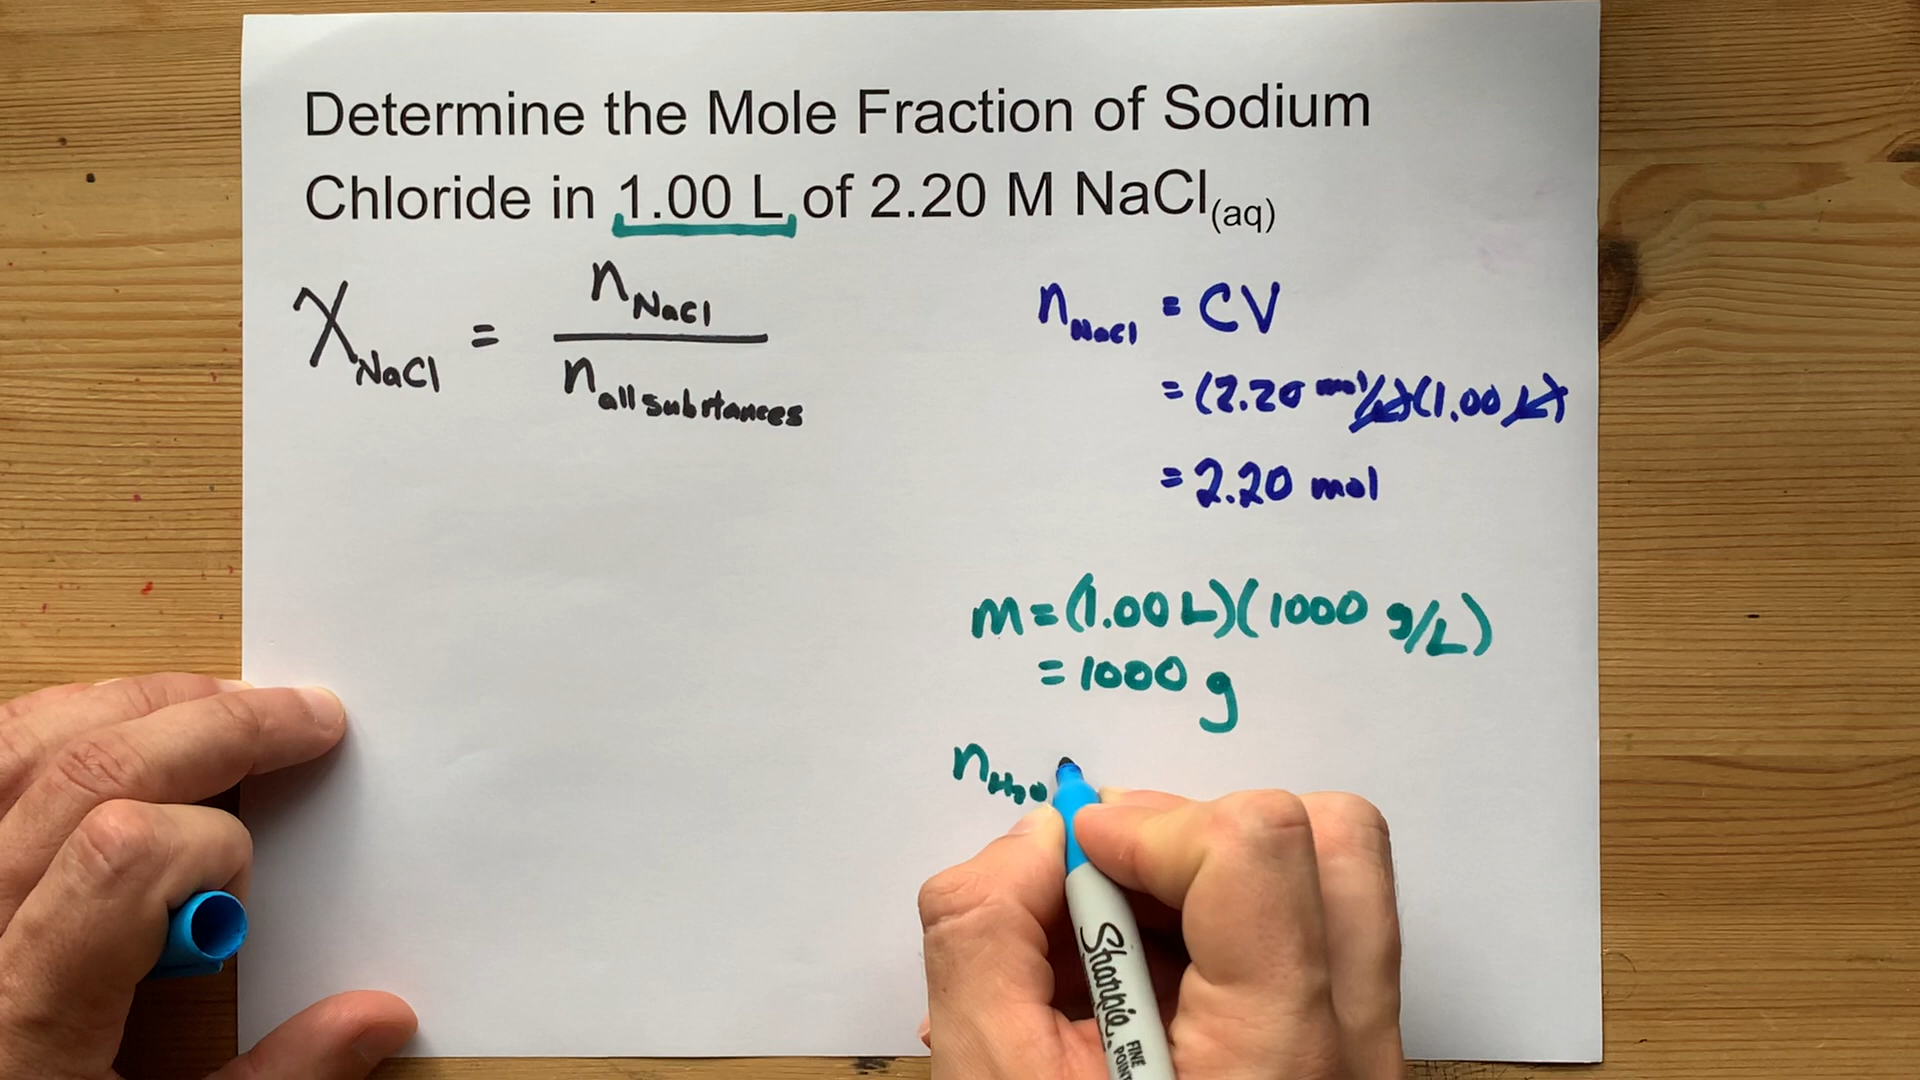 Determine the Mole Fraction of Sodium
Chloride in 1.00 L of 2.20 M NaCl(aq)
χNaCl = nNaCl / nall substances
nNaCl = CV
= (2.20 mol/L)(1.00 L)
= 2.20 mol
m = (1.00 L)(1000 g/L)
= 1000 g
nH2O
Sharpie.
FINE
POINT